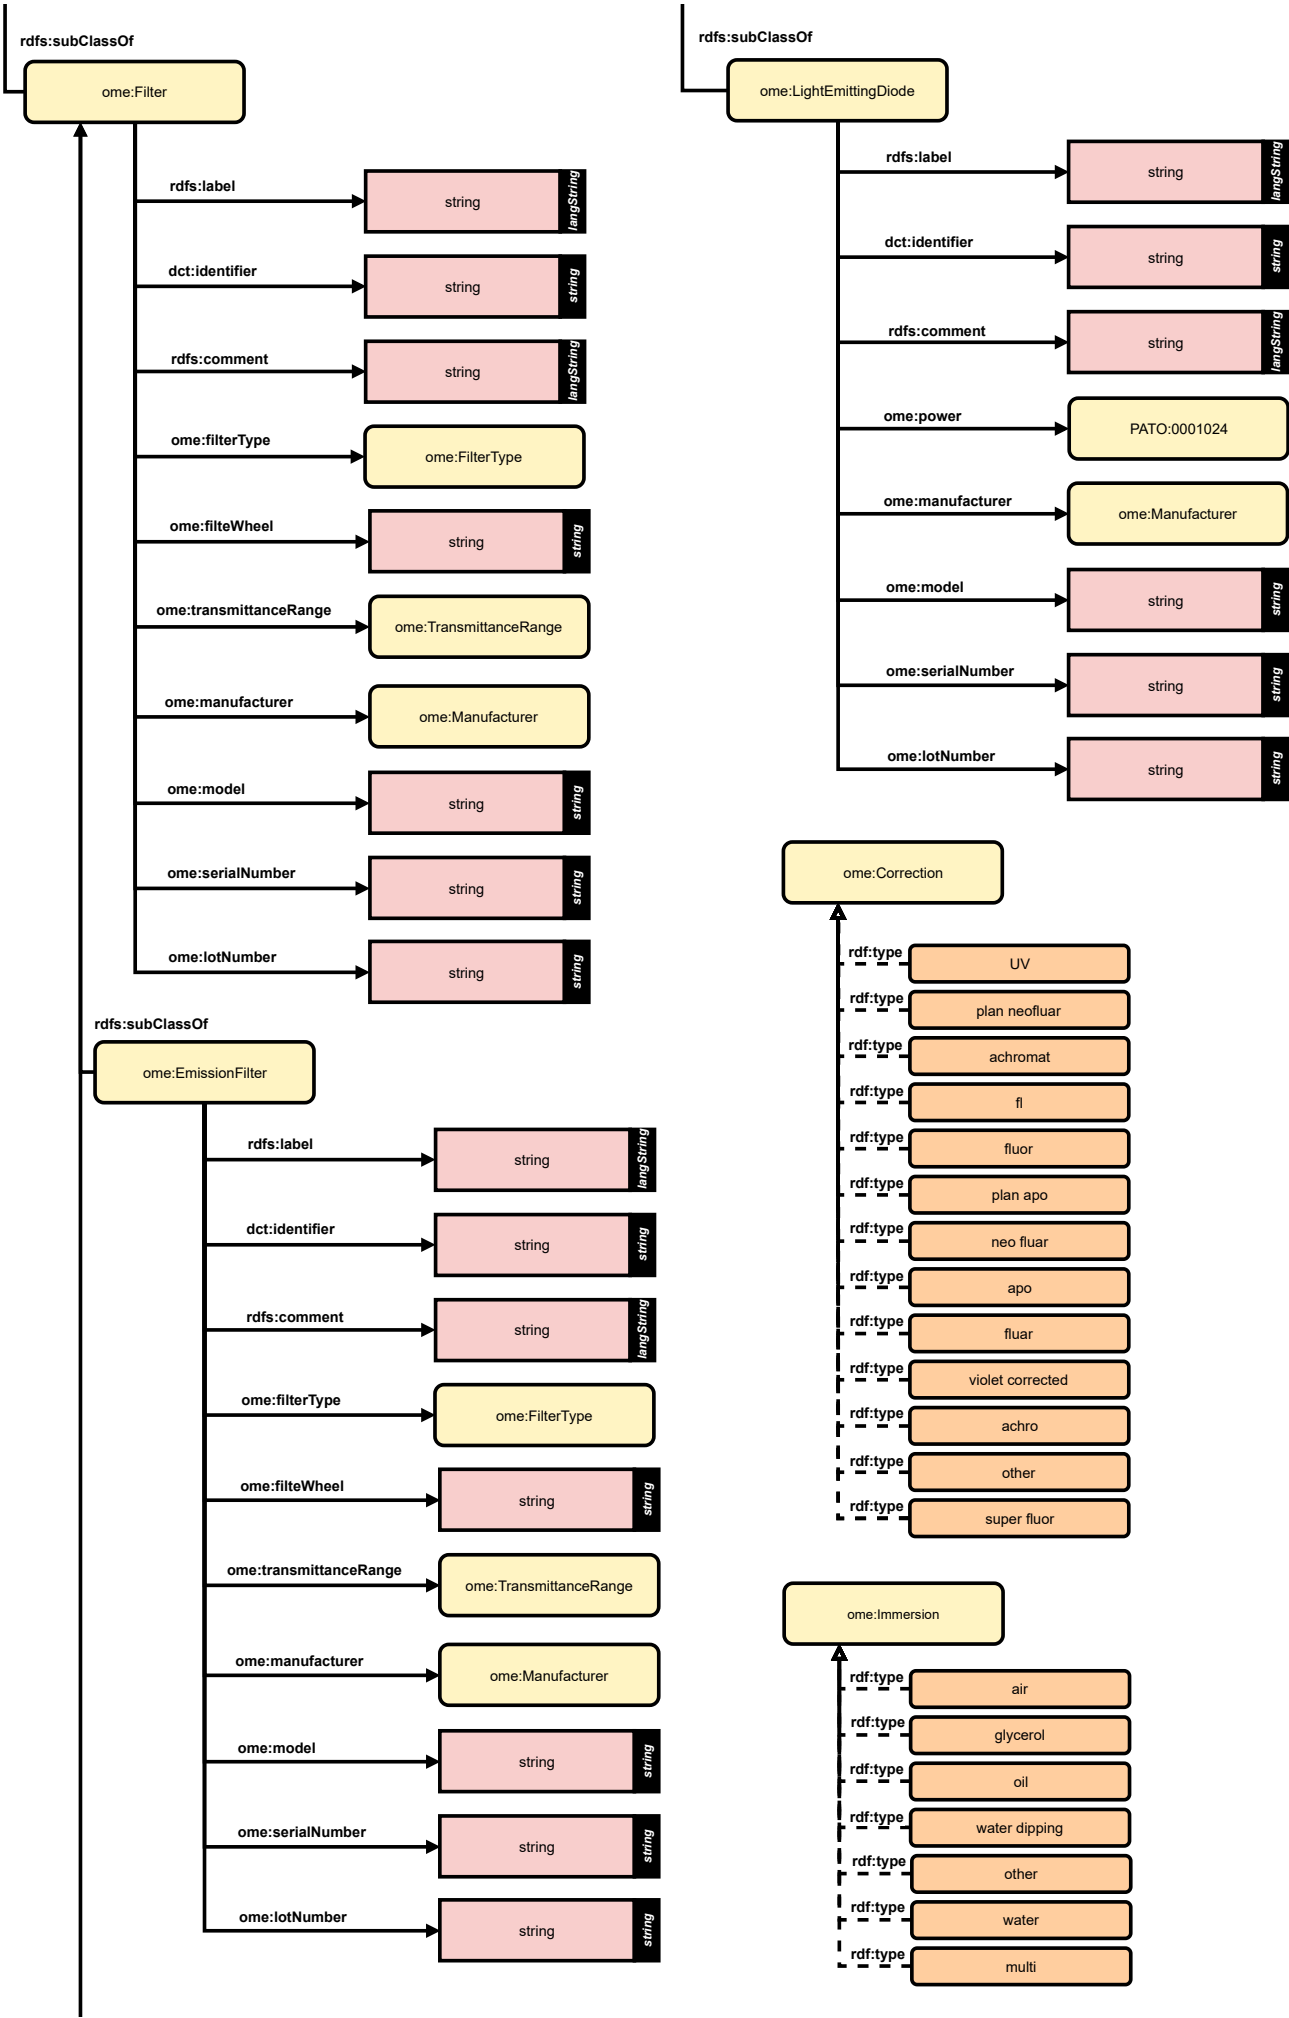 rdfs:subClassOf
ome:Filter
rdfs:label
string
langString
dct:identifier
string
string
rdfs:comment
string
langString
ome:filterType
ome:FilterType
ome:filteWheel
string
string
ome:transmittanceRange
ome:TransmittanceRange
ome:manufacturer
ome:Manufacturer
ome:model
string
string
ome:serialNumber
string
string
ome:lotNumber
string
string
rdfs:subClassOf
ome:EmissionFilter
rdfs:label
string
langString
dct:identifier
string
string
rdfs:comment
string
langString
ome:filterType
ome:FilterType
ome:filteWheel
string
string
ome:transmittanceRange
ome:TransmittanceRange
ome:manufacturer
ome:Manufacturer
ome:model
string
string
ome:serialNumber
string
string
ome:lotNumber
string
string
rdfs:subClassOf
ome:LightEmittingDiode
rdfs:label
string
langString
dct:identifier
string
string
rdfs:comment
string
langString
ome:power
PATO:0001024
ome:manufacturer
ome:Manufacturer
ome:model
string
string
ome:serialNumber
string
string
ome:lotNumber
string
string
ome:Correction
rdf:type
UV
rdf:type
plan neofluar
rdf:type
achromat
rdf:type
fl
rdf:type
fluor
rdf:type
plan apo
rdf:type
neo fluar
rdf:type
apo
rdf:type
fluar
rdf:type
violet corrected
rdf:type
achro
rdf:type
other
rdf:type
super fluor
ome:Immersion
rdf:type
air
rdf:type
glycerol
rdf:type
oil
rdf:type
water dipping
rdf:type
other
rdf:type
water
rdf:type
multi